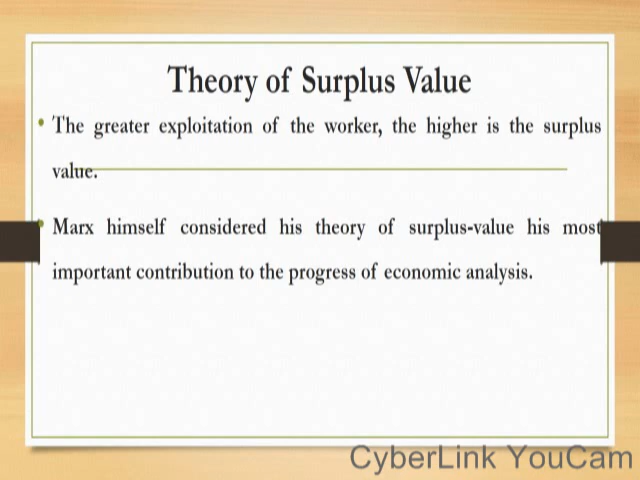 Theory of Surplus Value
• The greater exploitation of the worker, the higher is the surplus
value.
• Marx himself considered his theory of surplus-value his most
important contribution to the progress of economic analysis.
CyberLink YouCam